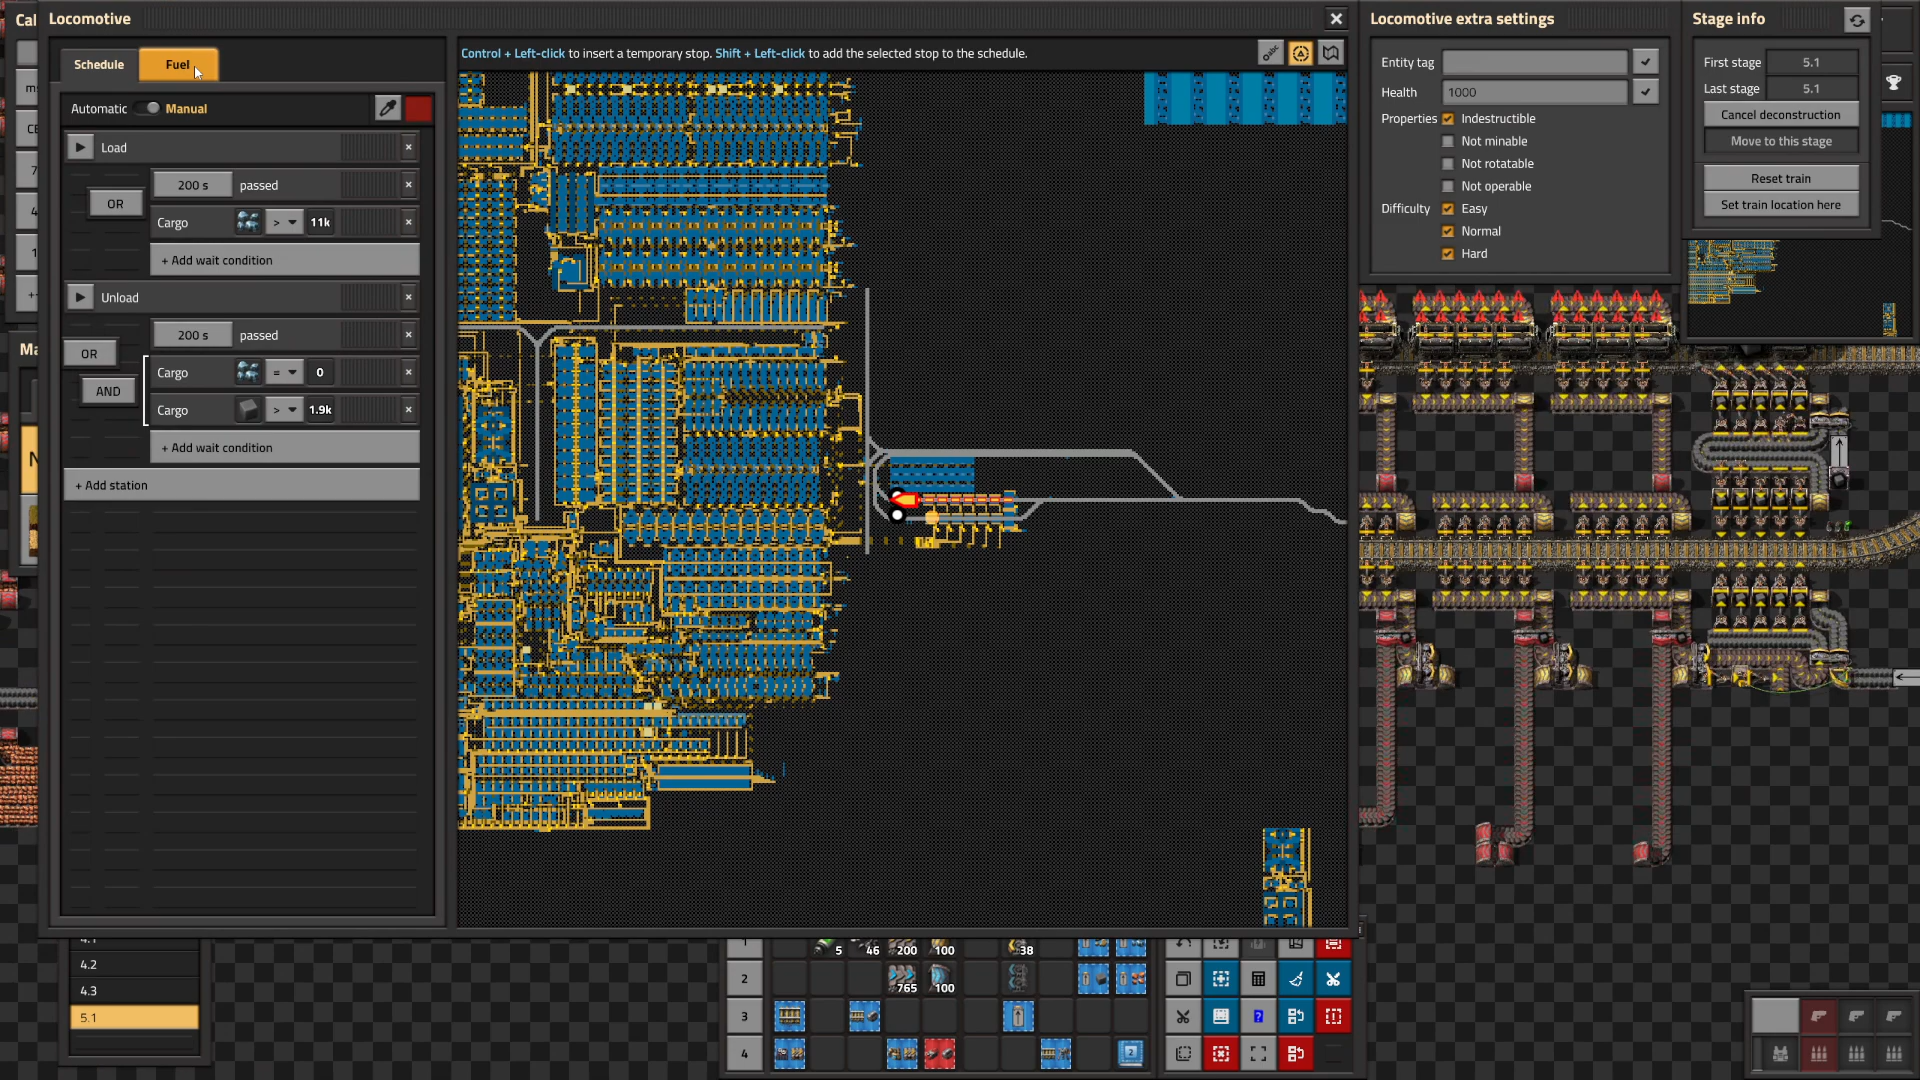 Cal
Locomotive
Locomotive extra settings
Stage info
Control + Left-click to insert a temporary stop. Shift + Left-click to add the selected stop to the schedule.
Schedule
Fuel
Entity tag
First stage
5.1
Health
1000
Last stage
5.1
Automatic
Manual
Properties
Indestructible
Cancel deconstruction
Not minable
Move to this stage
Load
Not rotatable
Reset train
200 s
passed
Not operable
OR
Difficulty
Easy
Set train location here
Cargo
>
11k
Normal
Hard
+ Add wait condition
Unload
200 s
passed
OR
Cargo
=
0
AND
Cargo
>
1.9k
+ Add wait condition
+ Add station
4.1
4.2
4.3
5.1
1
5
46
200
100
38
2
765
100
3
?
4
2